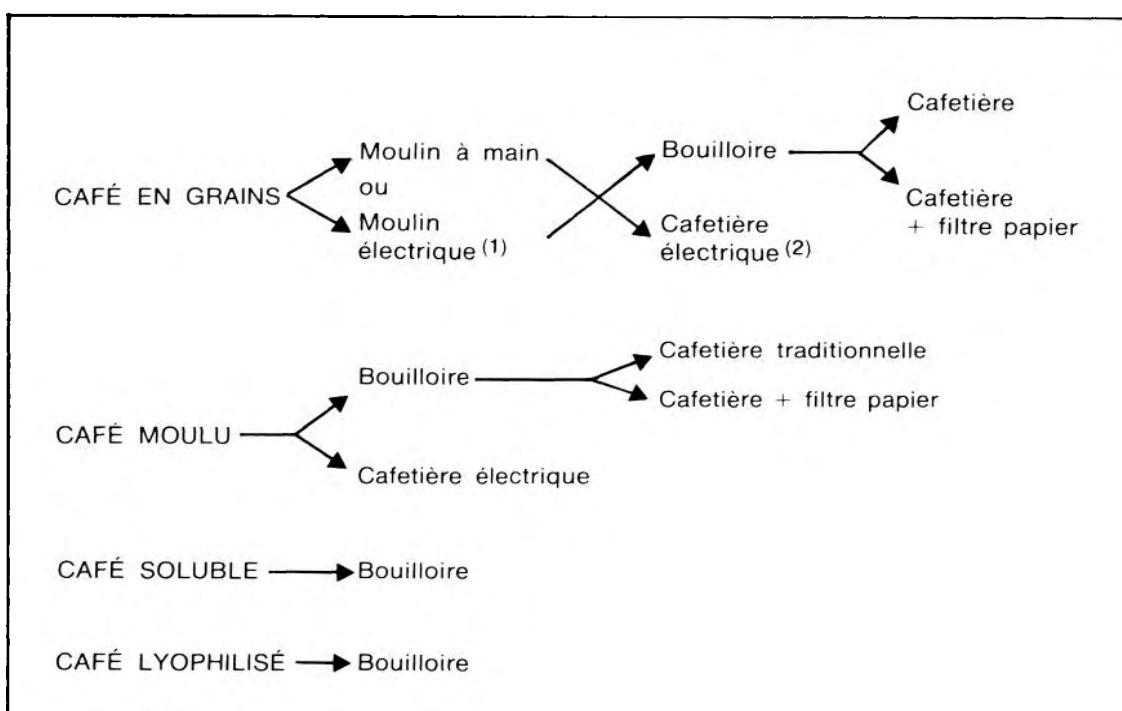 CAFÉ EN GRAINS
Moulin à main
ou
Moulin
électrique (1)
Bouilloire
Cafetière
électrique (2)
Cafetière
Cafetière
+ filtre papier
CAFÉ MOULU
Bouilloire
Cafetière électrique
Cafetière traditionnelle
Cafetière + filtre papier
CAFÉ SOLUBLE
Bouilloire
CAFÉ LYOPHILISÉ
Bouilloire